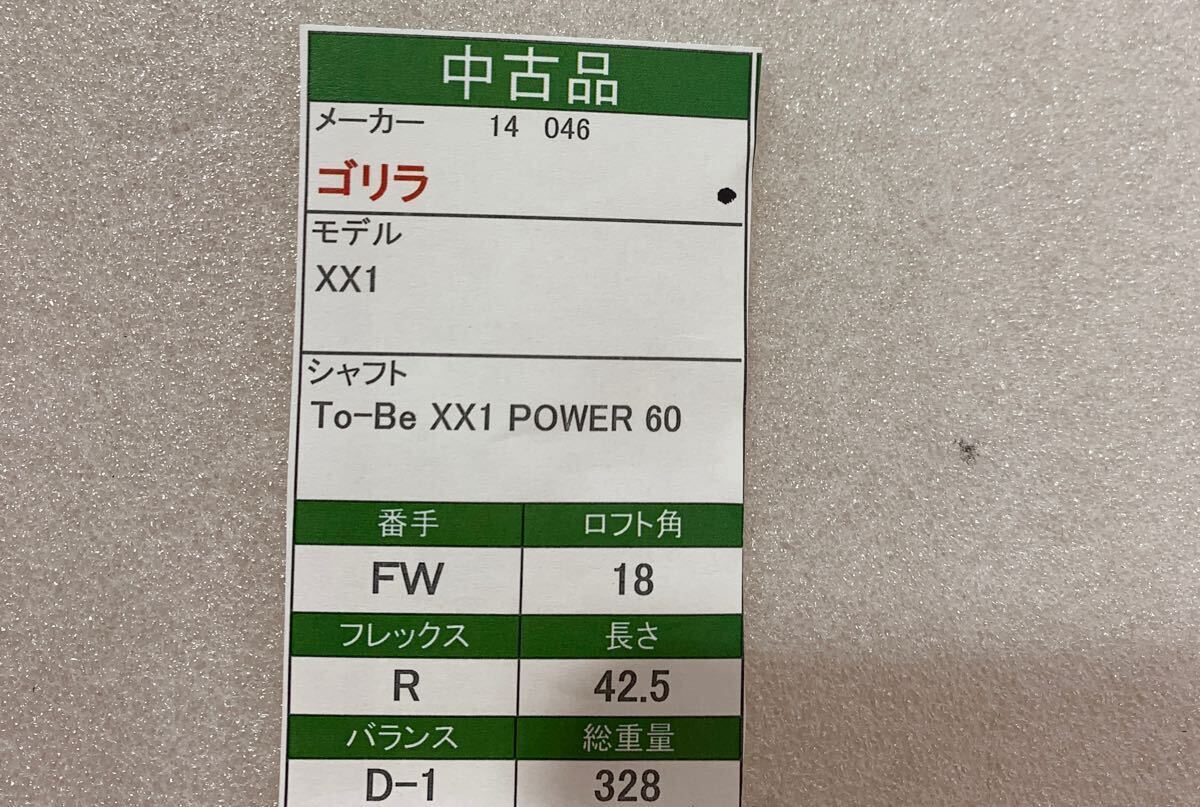 中古品
メーカー 14 046
ゴリラ
モデル
XX1
シャフト
To-Be XX1 POWER 60
番手 ロフト角
FW 18
フレックス 長さ
R 42.5
バランス 総重量
D-1 328